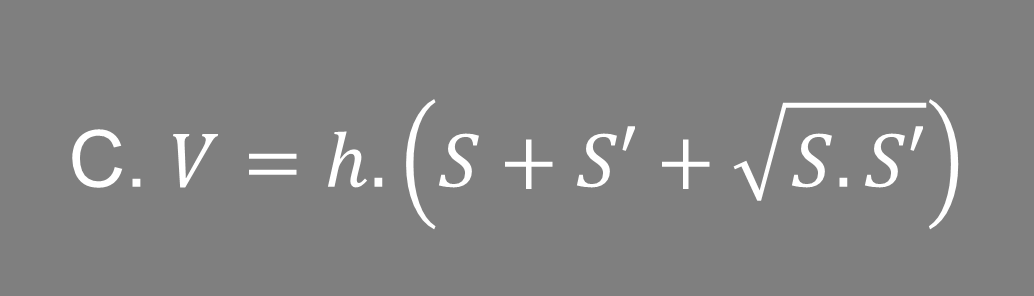 C. V = h.(S + S′ + √S.S′)